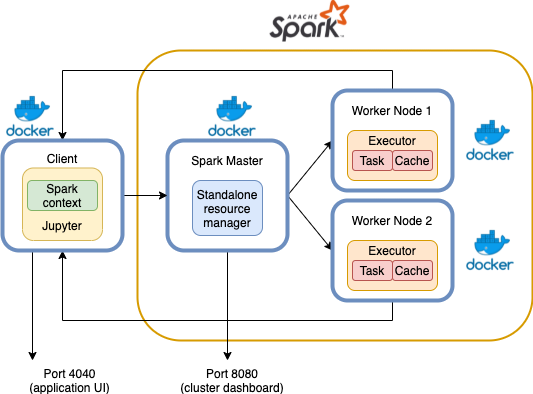 APACHE
Spark
docker
Client
Spark
context
Jupyter
docker
Spark Master
Standalone
resource
manager
Worker Node 1
Executor
Task
Cache
docker
Worker Node 2
Executor
Task
Cache
docker
Port 4040
(application UI)
Port 8080
(cluster dashboard)